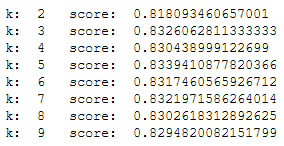 k:  2   score:  0.818093460657001
k:  3   score:  0.8326062811333333
k:  4   score:  0.830438999122699
k:  5   score:  0.8339410877820366
k:  6   score:  0.8317460565926712
k:  7   score:  0.8321971586264014
k:  8   score:  0.8302618312892625
k:  9   score:  0.8294820082151799